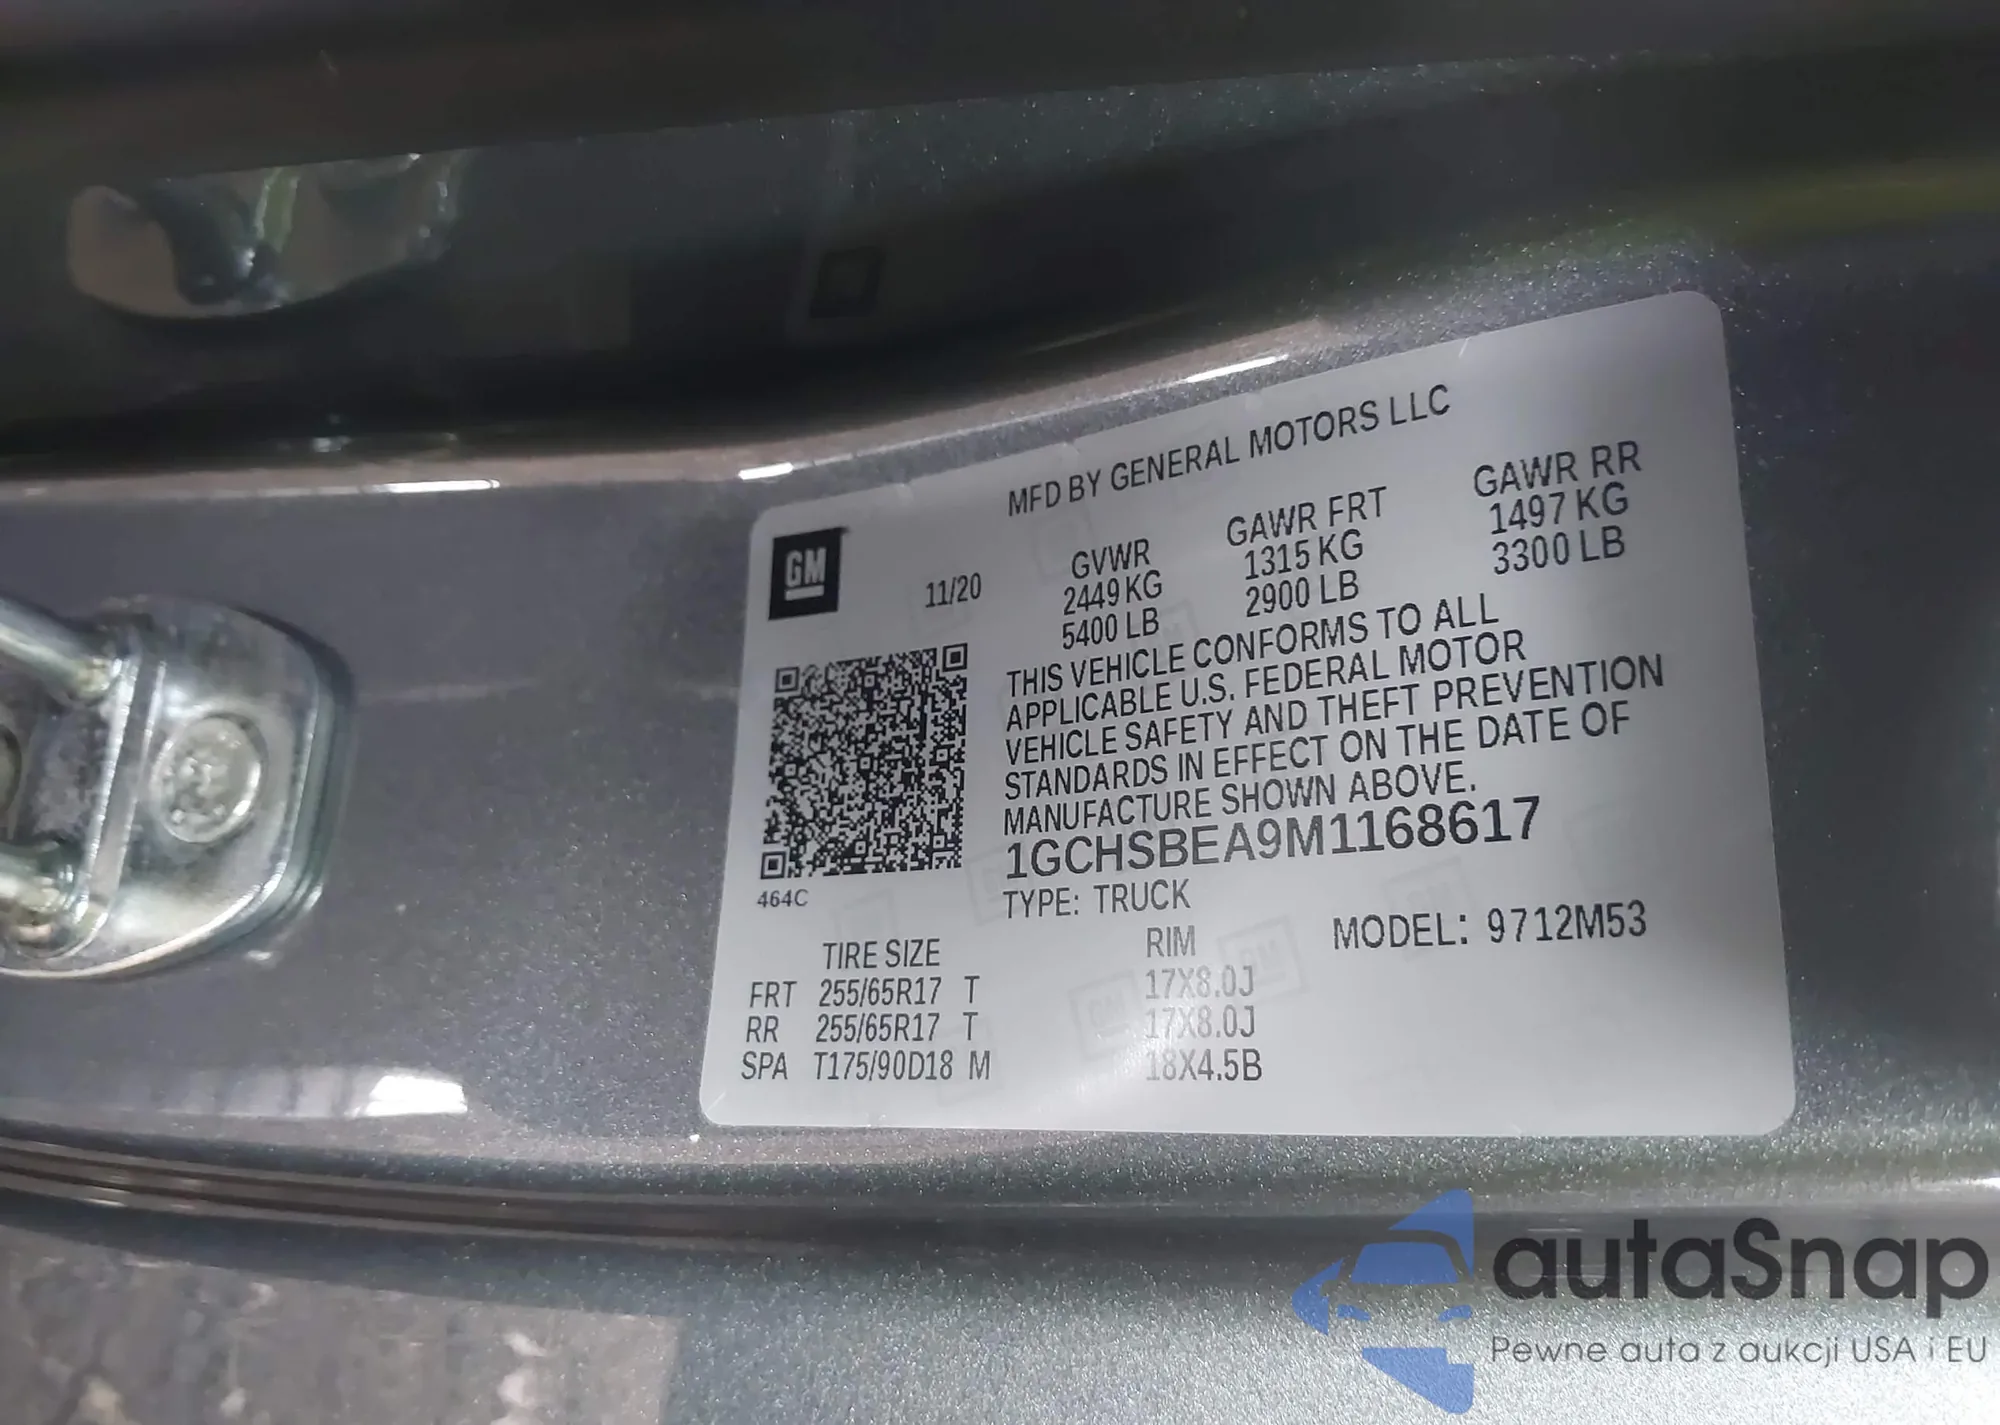 MFD BY GENERAL MOTORS LLC
GM
11/20
GVWR
2449 KG
5400 LB
GAWR FRT
1315 KG
2900 LB
GAWR RR
1497 KG
3300 LB
THIS VEHICLE CONFORMS TO ALL
APPLICABLE U.S. FEDERAL MOTOR
VEHICLE SAFETY AND THEFT PREVENTION
STANDARDS IN EFFECT ON THE DATE OF
MANUFACTURE SHOWN ABOVE.
1GCHSBEA9M1168617
464C
TYPE: TRUCK
MODEL: 9712M53
TIRE SIZE RIM
FRT 255/65R17 T 17X8.0J
RR 255/65R17 T 17X8.0J
SPA T175/90D18 M 18X4.5B
autaSnap
Pewne auta z aukcji USA i EU